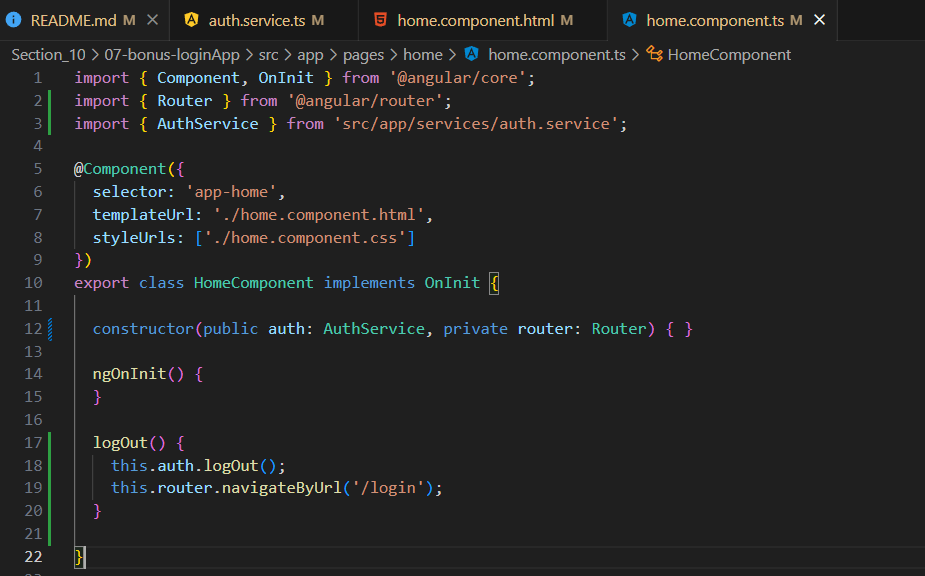 README.md M
auth.service.ts M
home.component.html M
home.component.ts M
Section_10 > 07-bonus-loginApp > src > app > pages > home > home.component.ts > HomeComponent
1 import { Component, OnInit } from '@angular/core';
2 import { Router } from '@angular/router';
3 import { AuthService } from 'src/app/services/auth.service';
4
5 @Component({
6   selector: 'app-home',
7   templateUrl: './home.component.html',
8   styleUrls: ['./home.component.css']
9 })
10 export class HomeComponent implements OnInit {
11
12   constructor(public auth: AuthService, private router: Router) { }
13
14   ngOnInit() {
15   }
16
17   logOut() {
18     this.auth.logOut();
19     this.router.navigateByUrl('/login');
20   }
21
22 }